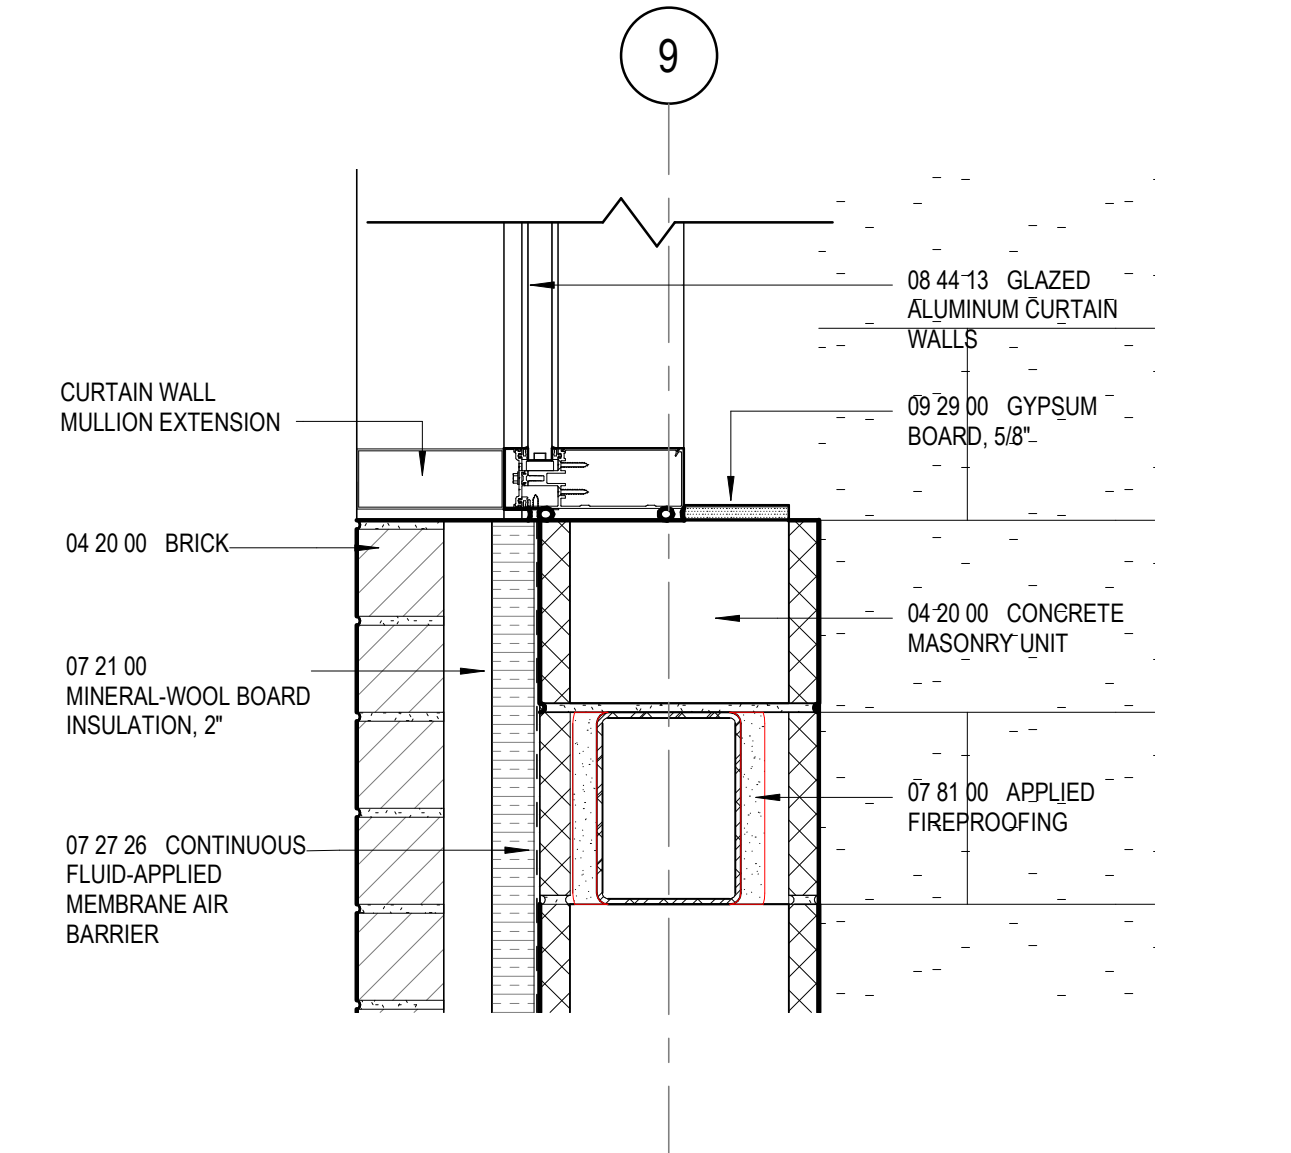 9
08 44 13 GLAZED
ALUMINUM CURTAIN
WALLS
CURTAIN WALL
MULLION EXTENSION
09 29 00 GYPSUM
BOARD, 5/8"
04 20 00 BRICK
04 20 00 CONCRETE
MASONRY UNIT
07 21 00
MINERAL-WOOL BOARD
INSULATION, 2"
07 81 00 APPLIED
FIREPROOFING
07 27 26 CONTINUOUS
FLUID-APPLIED
MEMBRANE AIR
BARRIER